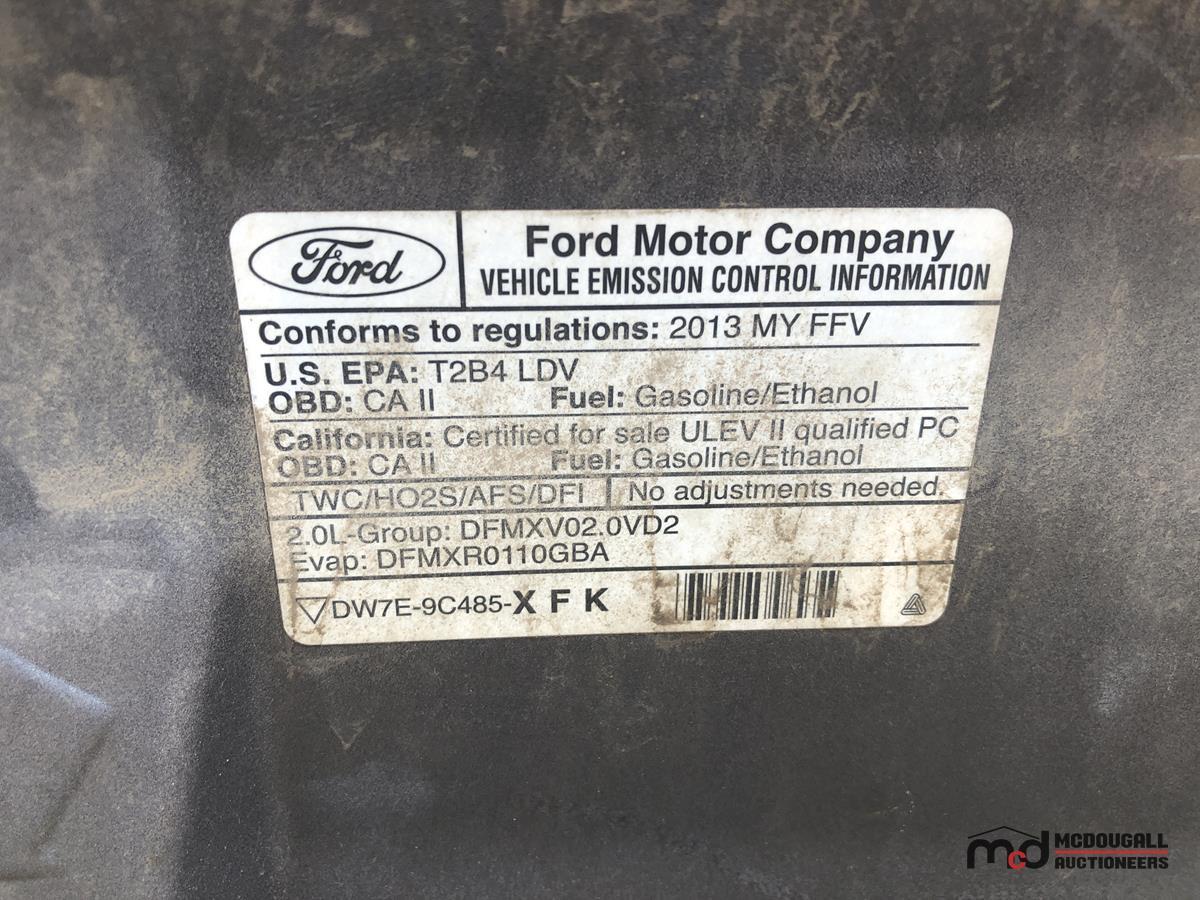 Ford
Ford Motor Company
VEHICLE EMISSION CONTROL INFORMATION
Conforms to regulations: 2013 MY FFV
U.S. EPA: T2B4 LDV
OBD: CA II Fuel: Gasoline/Ethanol
California: Certified for sale ULEV II qualified PC
OBD: CA II Fuel: Gasoline/Ethanol
TWC/HO2S/AFS/DFI No adjustments needed.
2.0L-Group: DFMXV02.0VD2
Evap: DFMXR0110GBA
DW7E-9C485-X F K
mcd MCDOUGALL
AUCTIONEERS